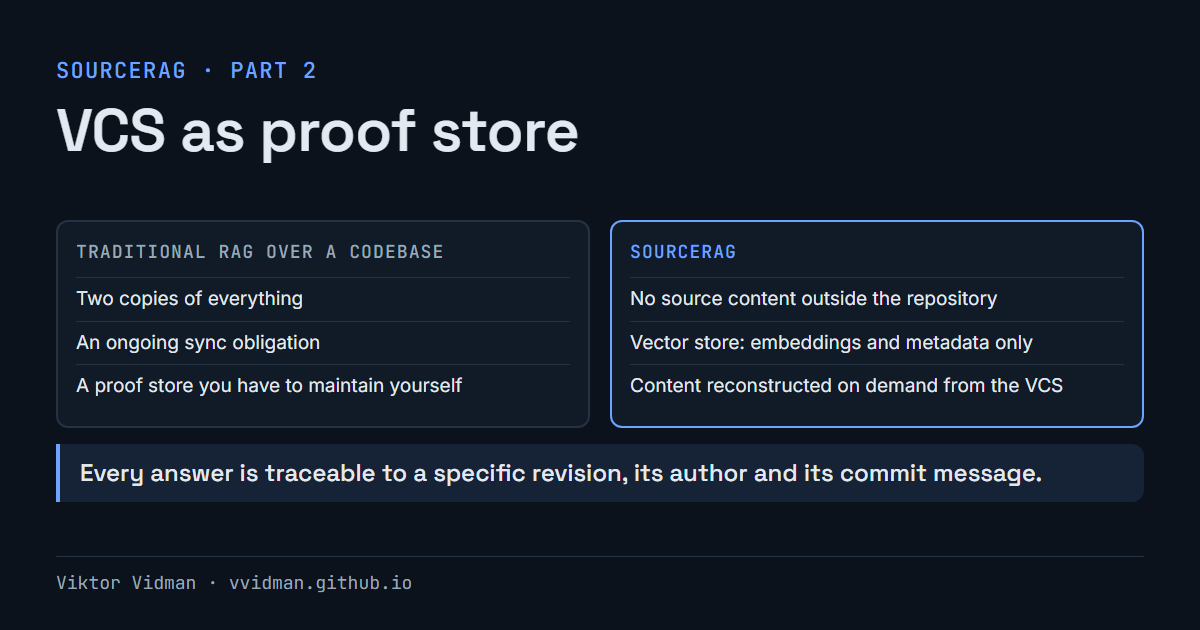 SOURCERAG · PART 2
VCS as proof store
TRADITIONAL RAG OVER A CODEBASE
Two copies of everything
An ongoing sync obligation
A proof store you have to maintain yourself
SOURCERAG
No source content outside the repository
Vector store: embeddings and metadata only
Content reconstructed on demand from the VCS
Every answer is traceable to a specific revision, its author and its commit message.
Viktor Vidman · vvidman.github.io